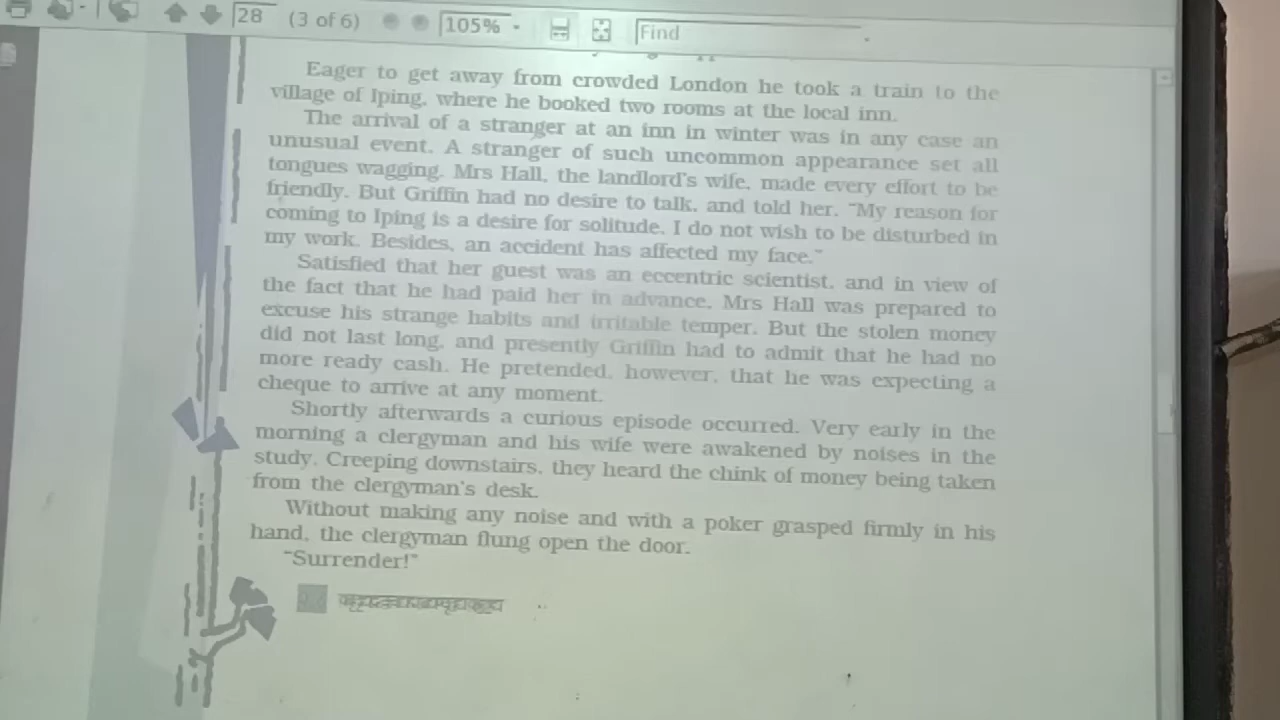 28 (3 of 6) 105% Find
Eager to get away from crowded London he took a train to the
village of Iping, where he booked two rooms at the local inn.
The arrival of a stranger at an inn in winter was in any case an
unusual event. A stranger of such uncommon appearance set all
tongues wagging. Mrs Hall, the landlord's wife, made every effort to be
friendly. But Griffin had no desire to talk, and told her, “My reason for
coming to Iping is a desire for solitude. I do not wish to be disturbed in
my work. Besides, an accident has affected my face.”
Satisfied that her guest was an eccentric scientist, and in view of
the fact that he had paid her in advance, Mrs Hall was prepared to
excuse his strange habits and irritable temper. But the stolen money
did not last long, and presently Griffin had to admit that he had no
more ready cash. He pretended, however, that he was expecting a
cheque to arrive at any moment.
Shortly afterwards a curious episode occurred. Very early in the
morning a clergyman and his wife were awakened by noises in the
study. Creeping downstairs, they heard the chink of money being taken
from the clergyman's desk.
Without making any noise and with a poker grasped firmly in his
hand, the clergyman flung open the door.
“Surrender!”